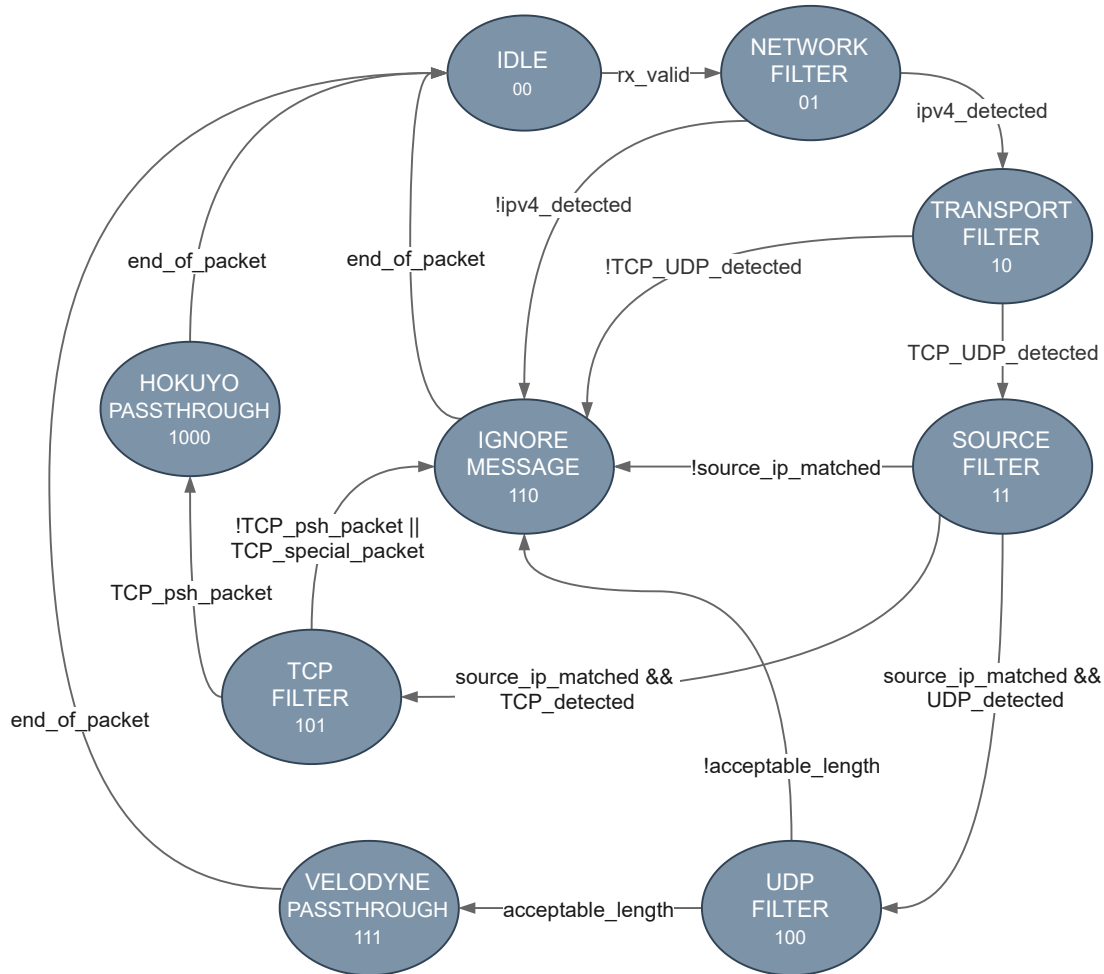 IDLE
00
rx_valid
NETWORK
FILTER
01
ipv4_detected
!ipv4_detected
TRANSPORT
FILTER
10
end_of_packet
end_of_packet
!TCP_UDP_detected
TCP_UDP_detected
HOKUYO
PASSTHROUGH
1000
IGNORE
MESSAGE
110
!source_ip_matched
SOURCE
FILTER
11
!TCP_psh_packet ||
TCP_special_packet
TCP_psh_packet
TCP
FILTER
101
source_ip_matched &&
TCP_detected
source_ip_matched &&
UDP_detected
end_of_packet
!acceptable_length
VELODYNE
PASSTHROUGH
111
acceptable_length
UDP
FILTER
100